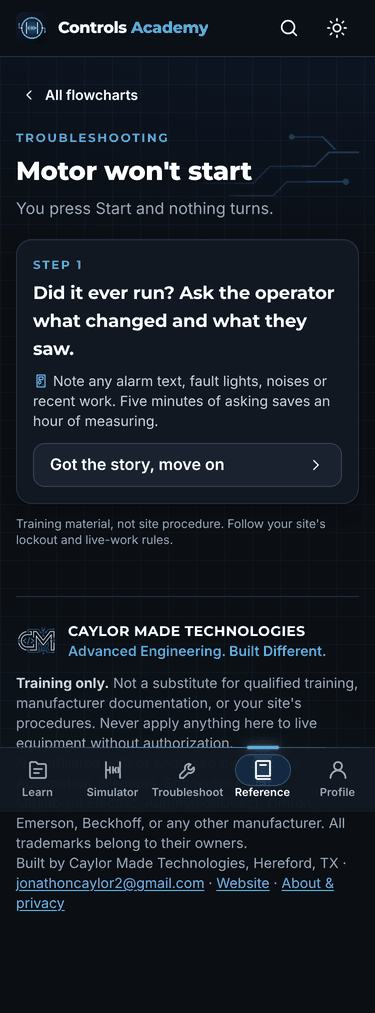 Controls Academy
All flowcharts
TROUBLESHOOTING
Motor won't start
You press Start and nothing turns.
STEP 1
Did it ever run? Ask the operator
what changed and what they
saw.
Note any alarm text, fault lights, noises or
recent work. Five minutes of asking saves an
hour of measuring.
Got the story, move on
Training material, not site procedure. Follow your site's
lockout and live-work rules.
CM
CAYLOR MADE TECHNOLOGIES
Advanced Engineering. Built Different.
Training only. Not a substitute for qualified training,
manufacturer documentation, or your site's
procedures. Never apply anything here to live
equipment without authorization.
Learn
Simulator
Troubleshoot
Reference
Profile
Emerson, Beckhoff, or any other manufacturer. All
trademarks belong to their owners.
Built by Caylor Made Technologies, Hereford, TX ·
jonathoncaylor2@gmail.com · Website · About &
privacy